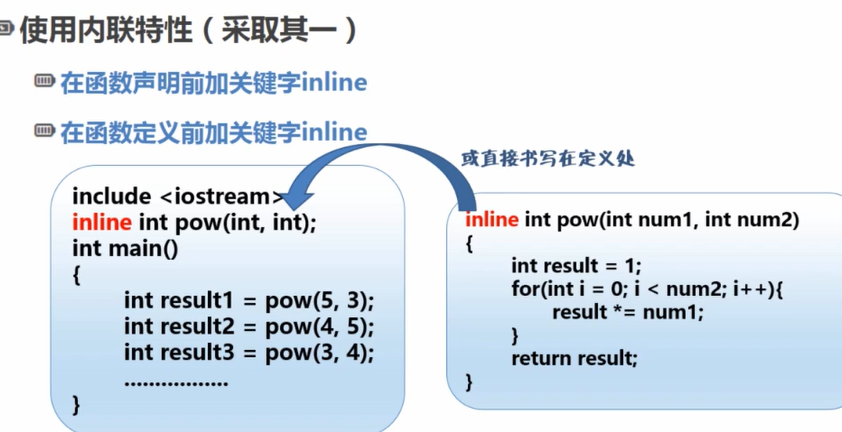 使用内联特性（采取其一）
在函数声明前加关键字inline
在函数定义前加关键字inline
或直接书写在定义处
include <iostream>
inline int pow(int, int);
int main()
{
int result1 = pow(5, 3);
int result2 = pow(4, 5);
int result3 = pow(3, 4);
.................
}
inline int pow(int num1, int num2)
{
int result = 1;
for(int i = 0; i < num2; i++){
result *= num1;
}
return result;
}